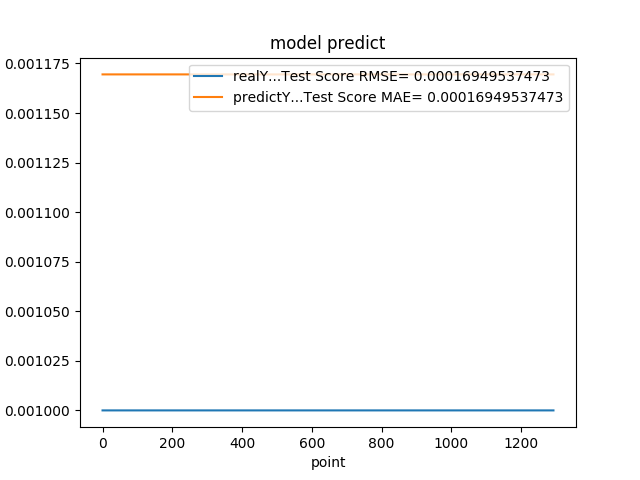 model predict
realY...Test Score RMSE= 0.00016949537473
predictY...Test Score MAE= 0.00016949537473
0.001175
0.001150
0.001125
0.001100
0.001075
0.001050
0.001025
0.001000
0 200 400 600 800 1000 1200
point